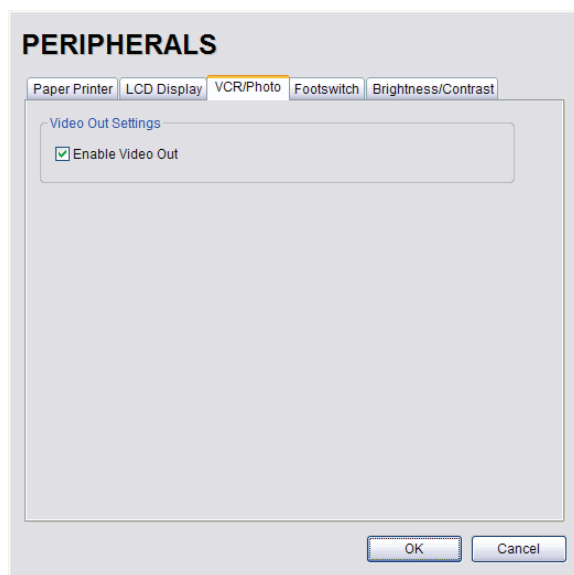 PERIPHERALS
Paper Printer LCD Display VCR/Photo Footswitch Brightness/Contrast
Video Out Settings
Enable Video Out
OK Cancel